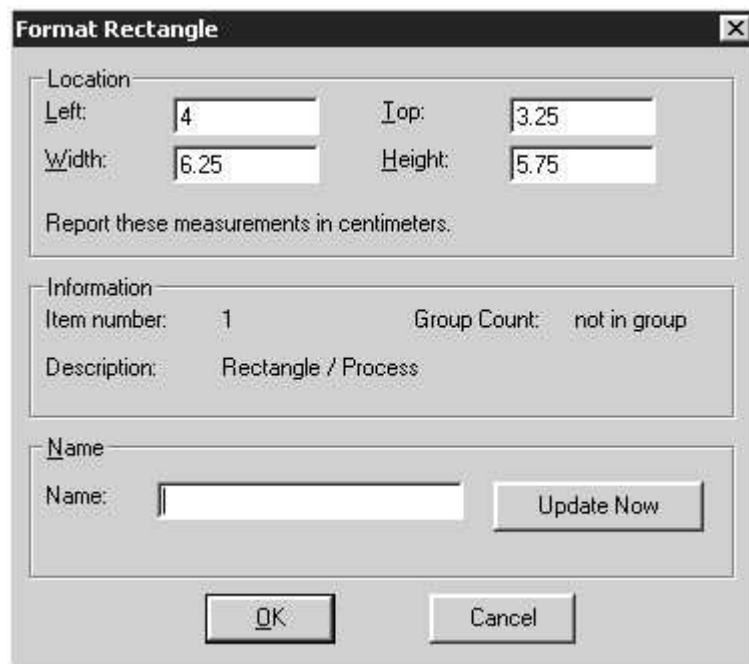 Format Rectangle
Location
Left: 4 Top: 3.25
Width: 6.25 Height: 5.75
Report these measurements in centimeters.
Information
Item number: 1 Group Count: not in group
Description: Rectangle / Process
Name
Name: Update Now
OK Cancel